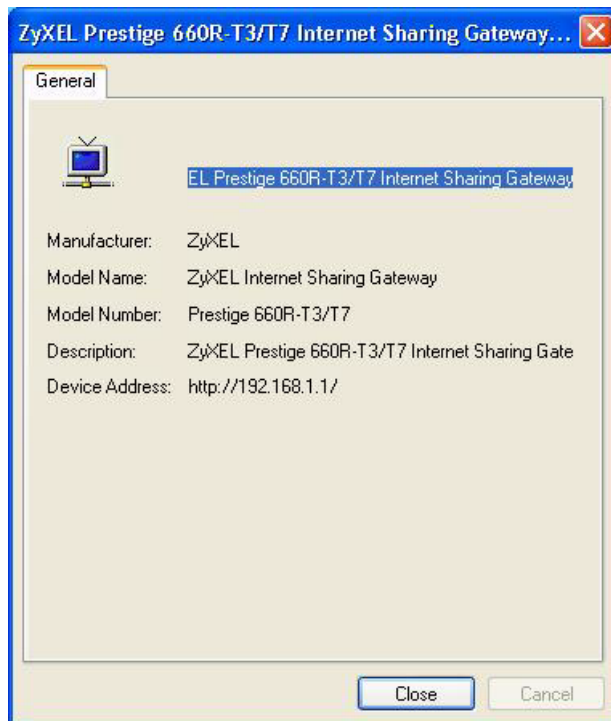 ZyXEL Prestige 660R-T3/T7 Internet Sharing Gateway...
General
EL Prestige 660R-T3/T7 Internet Sharing Gateway
Manufacturer: ZyXEL
Model Name: ZyXEL Internet Sharing Gateway
Model Number: Prestige 660R-T3/T7
Description: ZyXEL Prestige 660R-T3/T7 Internet Sharing Gate
Device Address: http://192.168.1.1/
Close Cancel